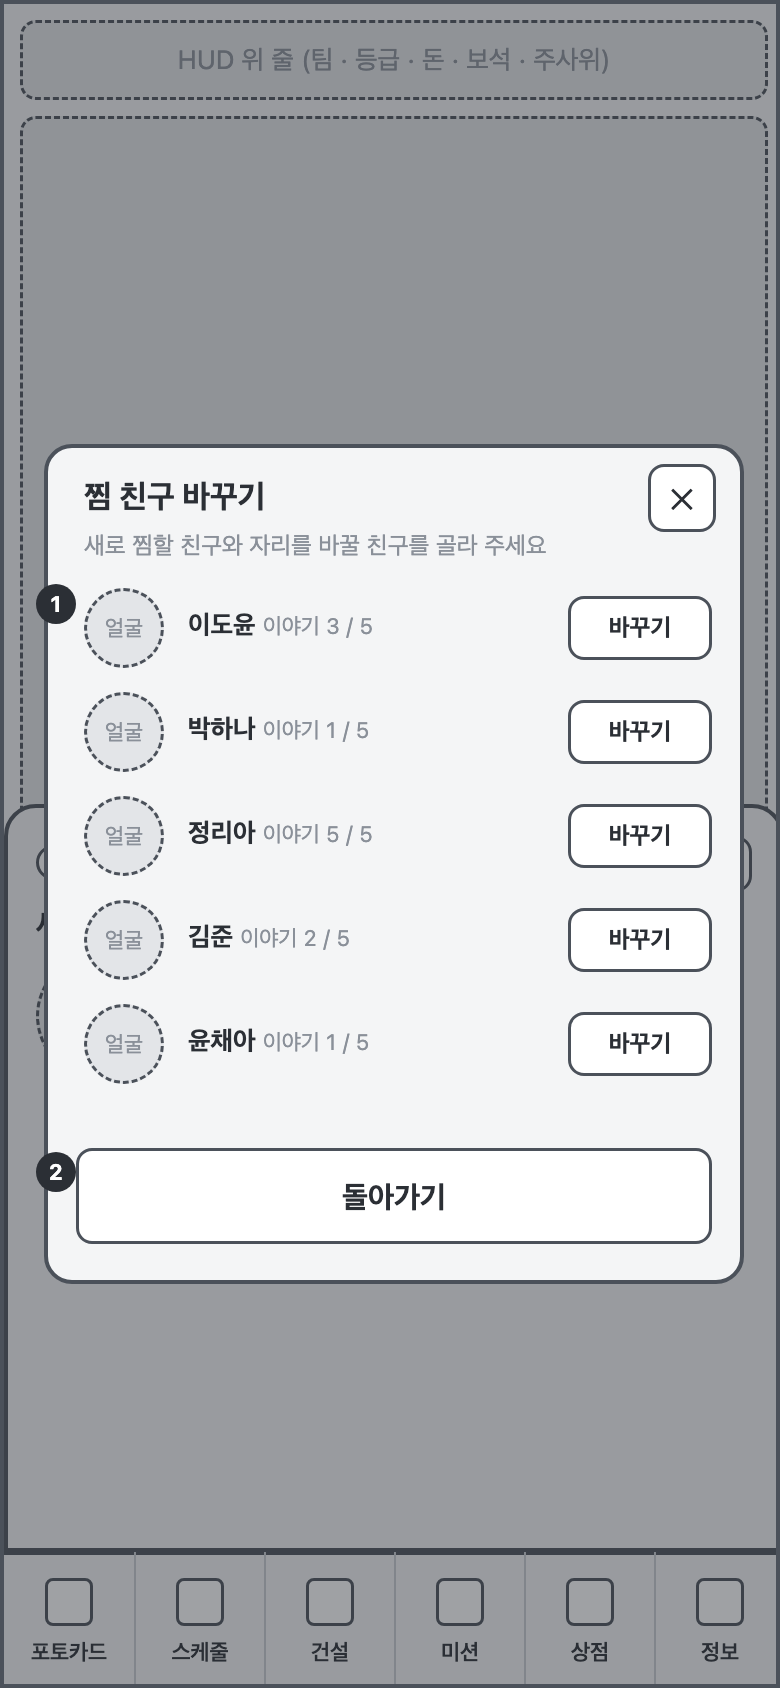 HUD 위 줄 (팀 · 등급 · 돈 · 보석 · 주사위)
찜 친구 바꾸기
새로 찜할 친구와 자리를 바꿀 친구를 골라 주세요
1
얼굴 이도윤 이야기 3 / 5 바꾸기
얼굴 박하나 이야기 1 / 5 바꾸기
얼굴 정리아 이야기 5 / 5 바꾸기
얼굴 김준 이야기 2 / 5 바꾸기
얼굴 윤채아 이야기 1 / 5 바꾸기
2
돌아가기
포토카드 스케줄 건설 미션 상점 정보